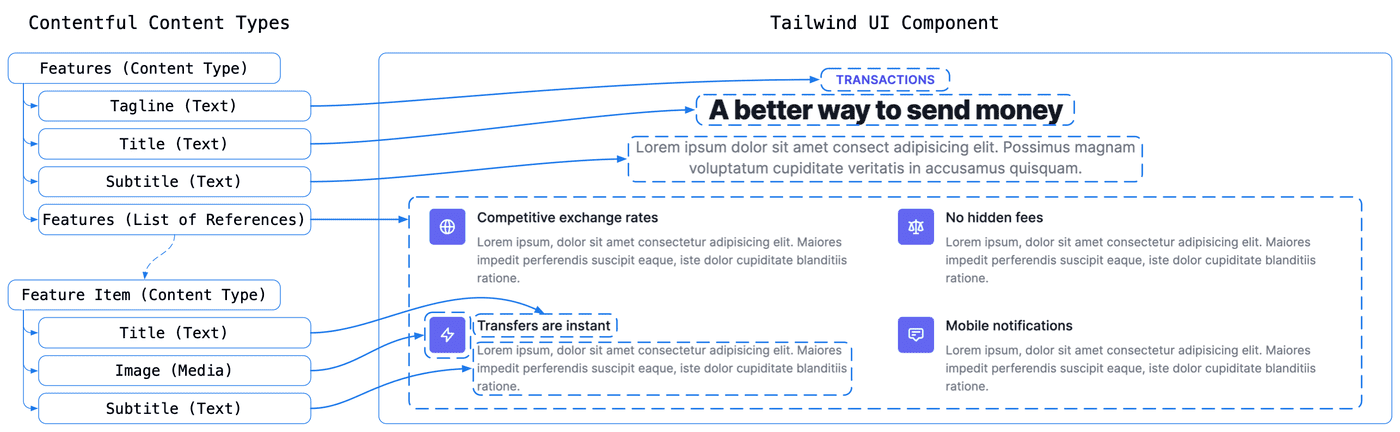 Contentful Content Types
Tailwind UI Component
Features (Content Type)
Tagline (Text)
Title (Text)
Subtitle (Text)
Features (List of References)
Feature Item (Content Type)
Title (Text)
Image (Media)
Subtitle (Text)
TRANSACTIONS
A better way to send money
Lorem ipsum dolor sit amet consect adipisicing elit. Possimus magnam
voluptatum cupiditate veritatis in accusamus quisquam.
Competitive exchange rates
Lorem ipsum, dolor sit amet consectetur adipisicing elit. Maiores
impedit perferendis suscipit eaque, iste dolor cupiditate blanditiis
ratione.
No hidden fees
Lorem ipsum, dolor sit amet consectetur adipisicing elit. Maiores
impedit perferendis suscipit eaque, iste dolor cupiditate blanditiis
ratione.
Transfers are instant
Lorem ipsum, dolor sit amet consectetur adipisicing elit. Maiores
impedit perferendis suscipit eaque, iste dolor cupiditate blanditiis
ratione.
Mobile notifications
Lorem ipsum, dolor sit amet consectetur adipisicing elit. Maiores
impedit perferendis suscipit eaque, iste dolor cupiditate blanditiis
ratione.